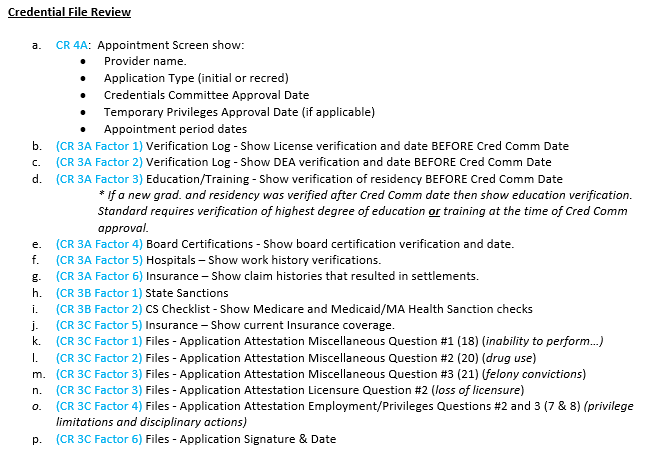 Credential File Review
a. CR 4A: Appointment Screen show:
• Provider name.
• Application Type (initial or recred)
• Credentials Committee Approval Date
• Temporary Privileges Approval Date (if applicable)
• Appointment period dates
b. (CR 3A Factor 1) Verification Log - Show License verification and date BEFORE Cred Comm Date
c. (CR 3A Factor 2) Verification Log - Show DEA verification and date BEFORE Cred Comm Date
d. (CR 3A Factor 3) Education/Training - Show verification of residency BEFORE Cred Comm Date
* If a new grad. and residency was verified after Cred Comm date then show education verification.
Standard requires verification of highest degree of education or training at the time of Cred Comm
approval.
e. (CR 3A Factor 4) Board Certifications - Show board certification verification and date.
f. (CR 3A Factor 5) Hospitals – Show work history verifications.
g. (CR 3A Factor 6) Insurance – Show claim histories that resulted in settlements.
h. (CR 3B Factor 1) State Sanctions
i. (CR 3B Factor 2) CS Checklist - Show Medicare and Medicaid/MA Health Sanction checks
j. (CR 3C Factor 5) Insurance – Show current Insurance coverage.
k. (CR 3C Factor 1) Files - Application Attestation Miscellaneous Question #1 (18) (inability to perform...)
l. (CR 3C Factor 2) Files - Application Attestation Miscellaneous Question #2 (20) (drug use)
m. (CR 3C Factor 3) Files - Application Attestation Miscellaneous Question #3 (21) (felony convictions)
n. (CR 3C Factor 3) Files - Application Attestation Licensure Question #2 (loss of licensure)
o. (CR 3C Factor 4) Files - Application Attestation Employment/Privileges Questions #2 and 3 (7 & 8) (privilege
limitations and disciplinary actions)
p. (CR 3C Factor 6) Files - Application Signature & Date